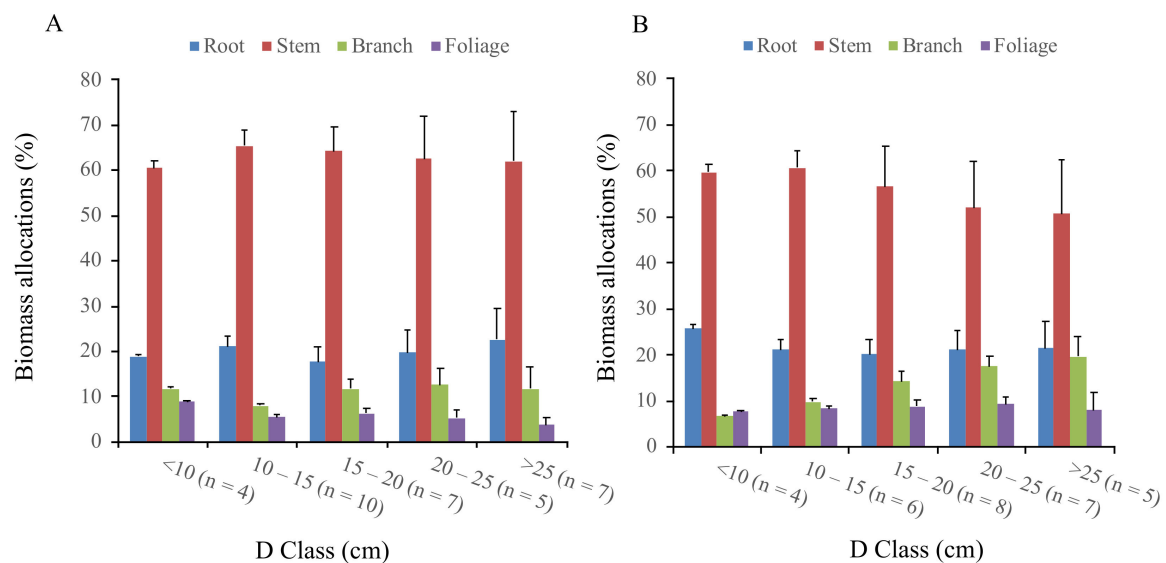 A
Root Stem Branch Foliage
Biomass allocations (%)
80
70
60
50
40
30
20
10
0
<10 (n = 4)
10 – 15 (n = 10)
15 – 20 (n = 7)
20 – 25 (n = 5)
>25 (n = 7)
D Class (cm)
B
Root Stem Branch Foliage
Biomass allocations (%)
80
70
60
50
40
30
20
10
0
<10 (n = 4)
10 – 15 (n = 6)
15 – 20 (n = 8)
20 – 25 (n = 7)
>25 (n = 5)
D Class (cm)